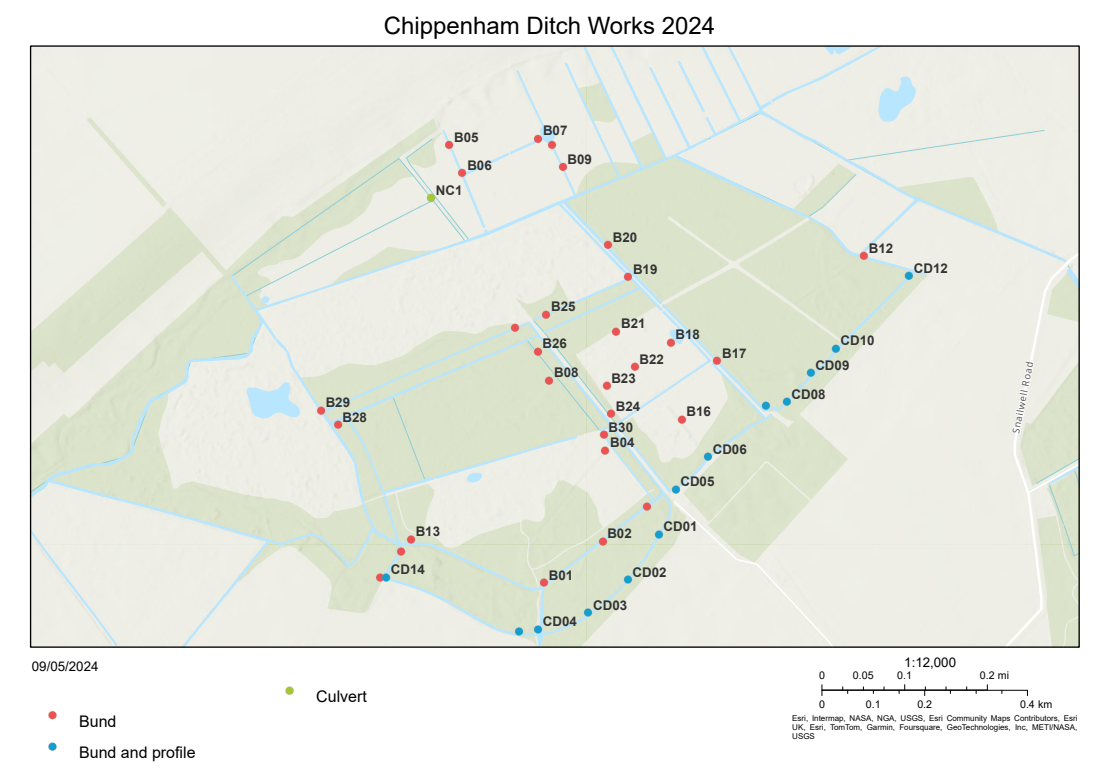 Chippenham Ditch Works 2024
B05
B07
B06
B09
NC1
B20
B12
B19
CD12
B25
B21
B18
B26
B17
CD10
B22
CD09
B08
B23
CD08
B29
B24
B16
B28
B30
B04
CD06
CD05
Snailwell Road
B13
B02
CD01
CD14
B01
CD02
CD03
CD04
09/05/2024
1:12,000
0 0.05 0.1 0.2 mi
0 0.1 0.2 0.4 km
Culvert
Bund
Bund and profile
Esri, Intermap, NASA, NGA, USGS, Esri Community Maps Contributors, Esri
UK, Esri, TomTom, Garmin, Foursquare, GeoTechnologies, Inc, METI/NASA,
USGS